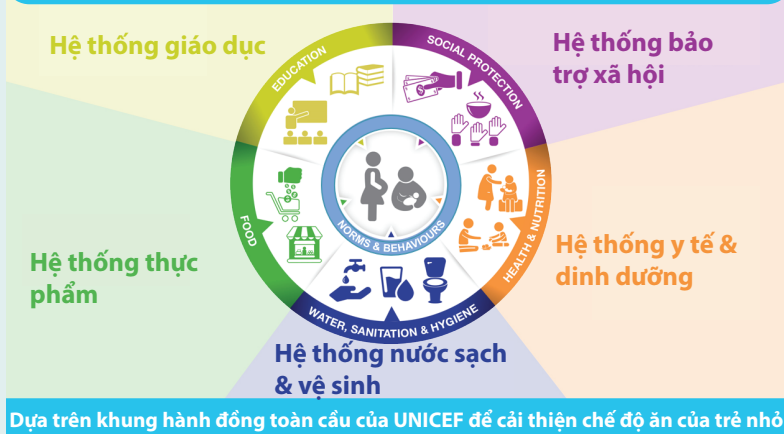 Hệ thống giáo dục
Hệ thống bảo
trợ xã hội
EDUCATION
SOCIAL PROTECTION
FOOD
HEALTH & NUTRITION
NORMS & BEHAVIOURS
WATER, SANITATION & HYGIENE
Hệ thống thực
phẩm
Hệ thống y tế &
dinh dưỡng
Hệ thống nước sạch
& vệ sinh
Dựa trên khung hành đồng toàn cầu của UNICEF để cải thiện chế độ ăn của trẻ nhỏ